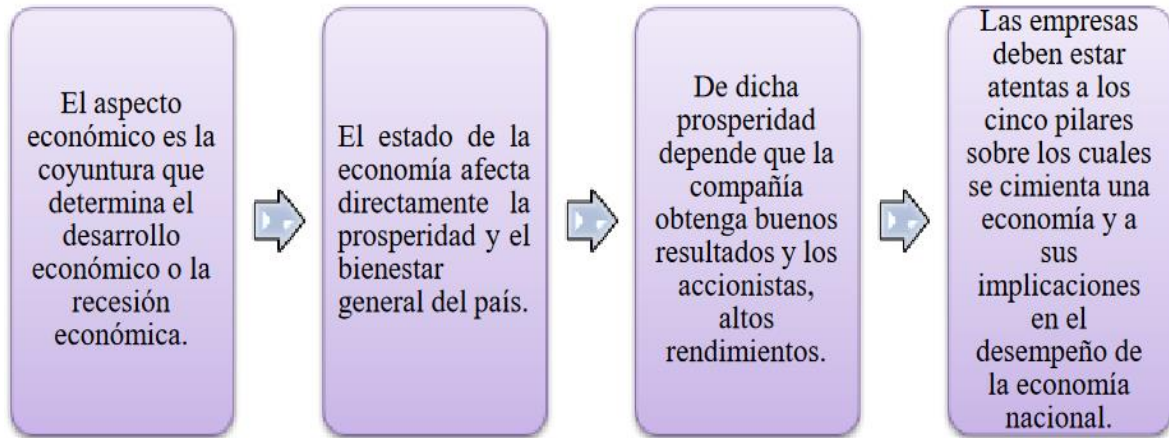 El aspecto
económico es la
coyuntura que
determina el
desarrollo
económico o la
recesión
económica.
El estado de la
economía afecta
directamente la
prosperidad y el
bienestar
general del país.
De dicha
prosperidad
depende que la
compañía
obtenga buenos
resultados y los
accionistas,
altos
rendimientos.
Las empresas
deben estar
atentas a los
cinco pilares
sobre los cuales
se cimienta una
economía y a
sus
implicaciones
en el
desempeño de
la economía
nacional.